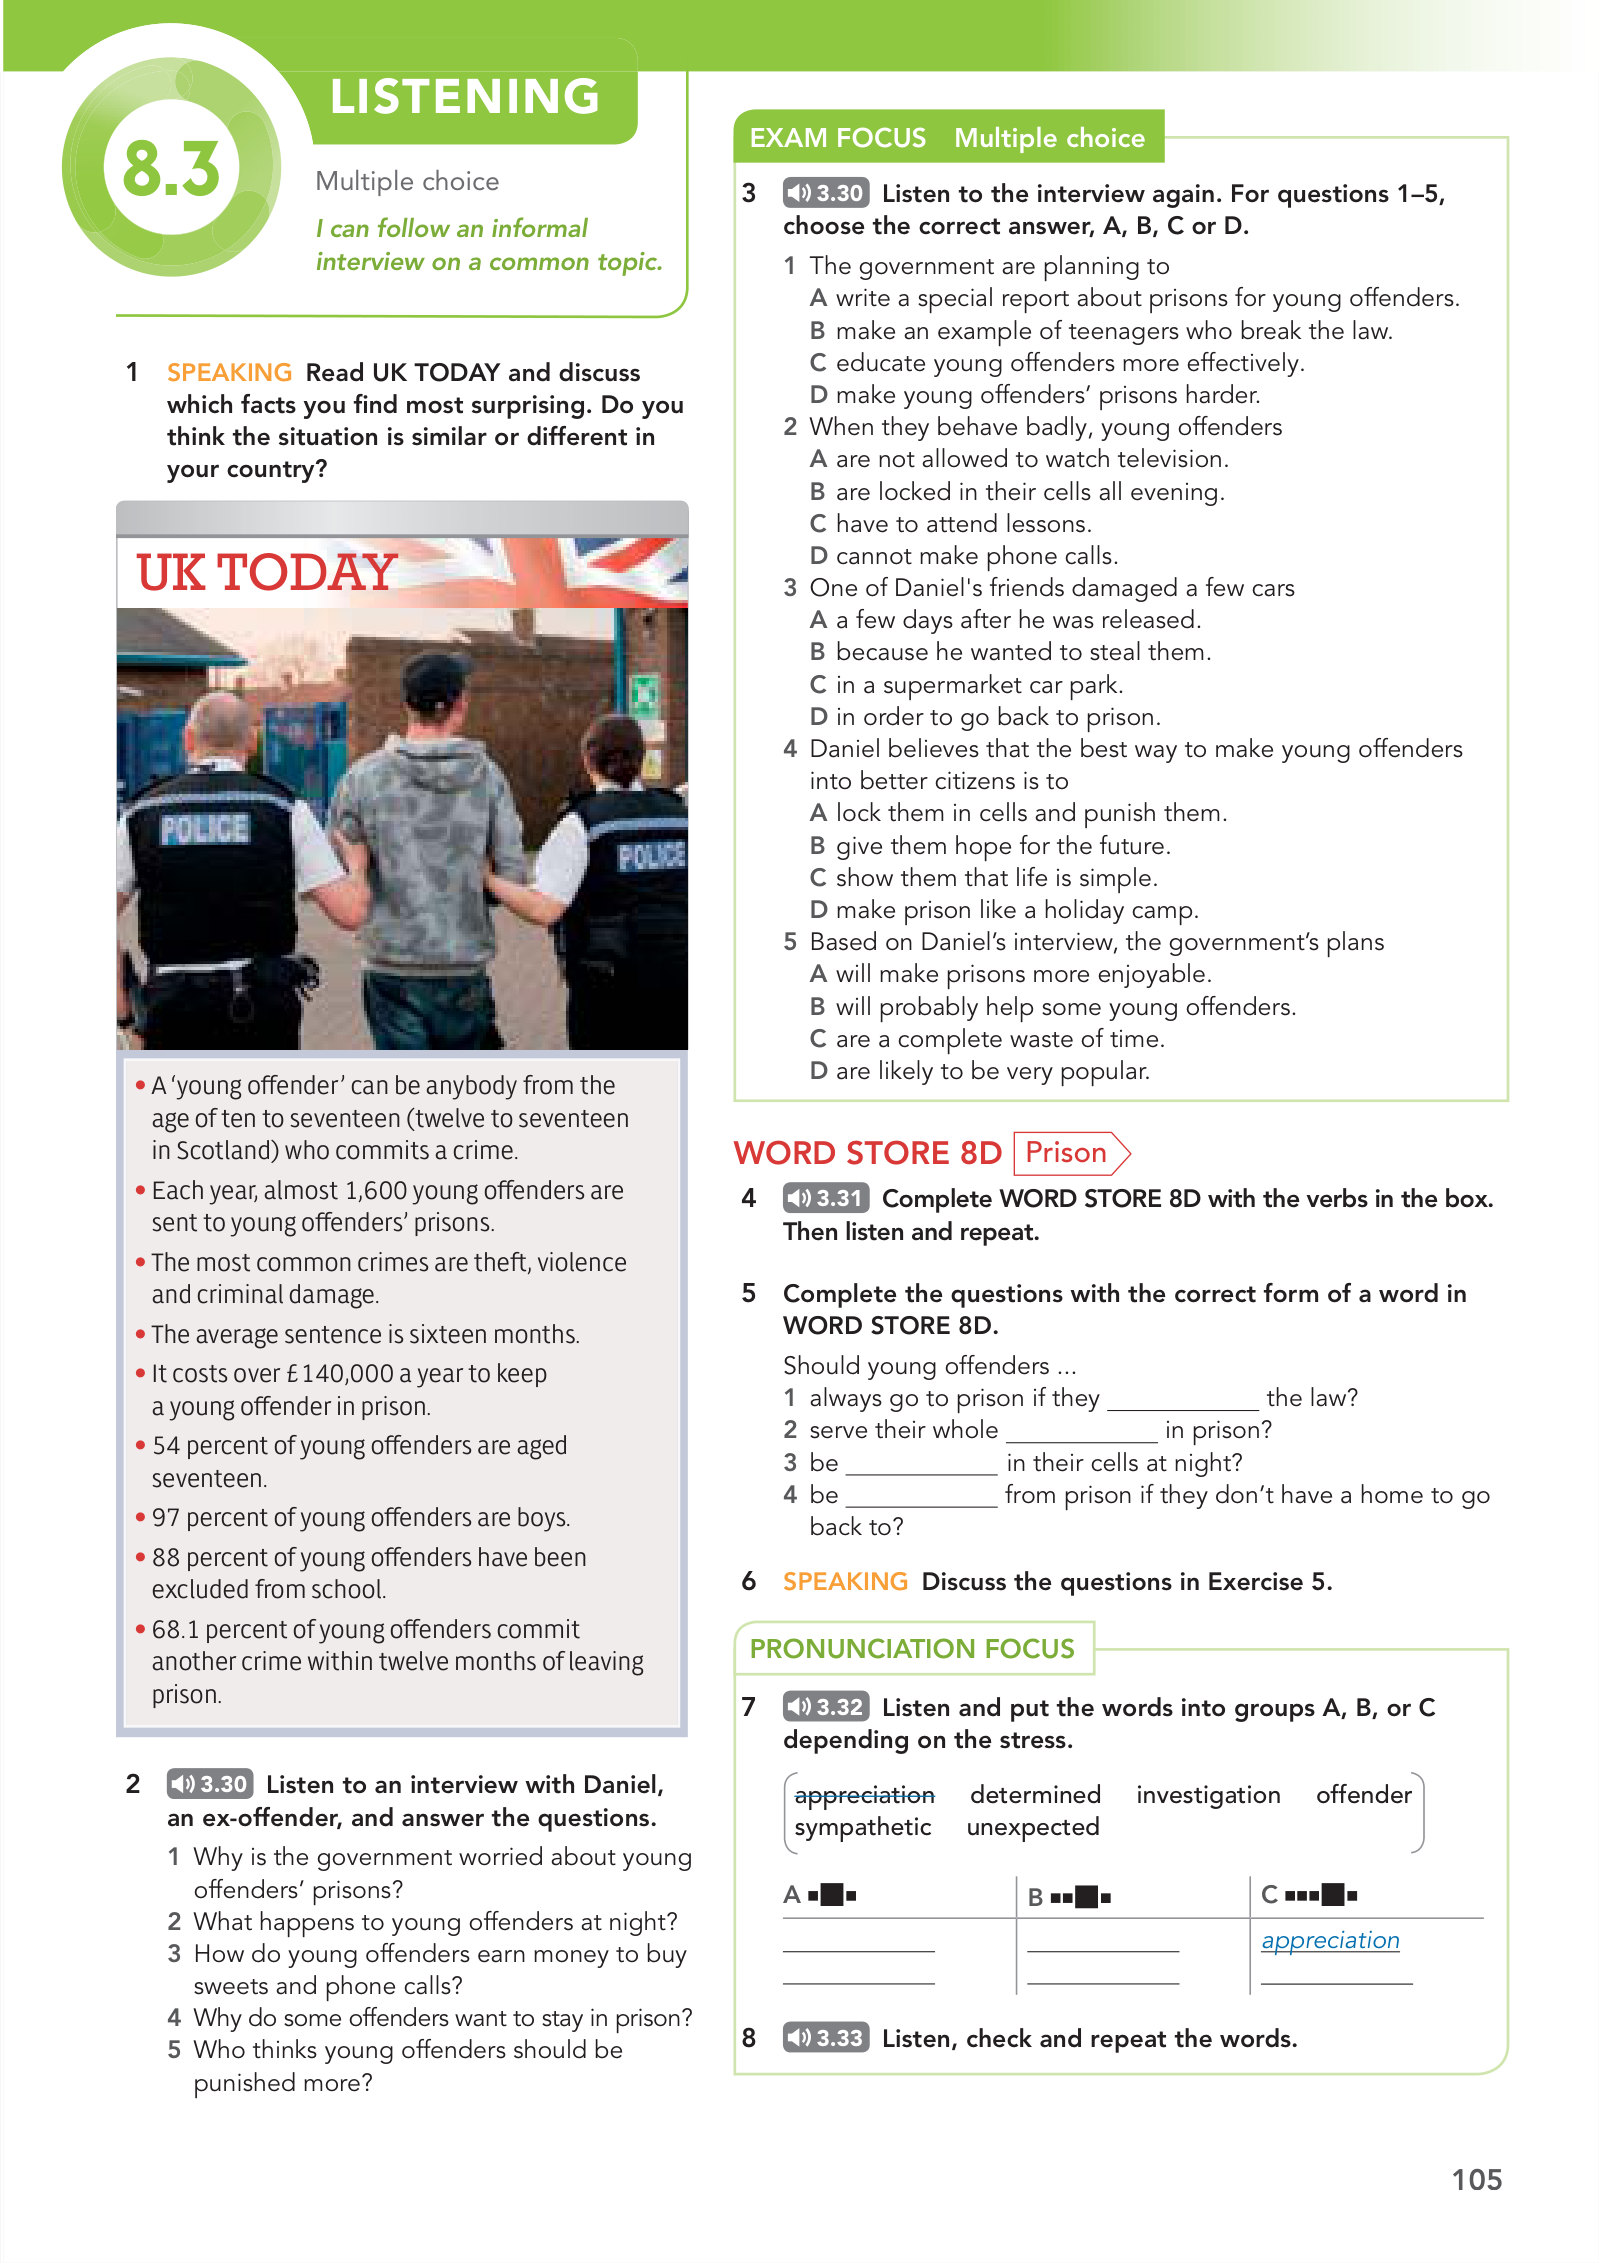 LISTENING
8.3
Multiple choice
I can follow an informal
interview on a common topic.
1 SPEAKING Read UK TODAY and discuss
which facts you find most surprising. Do you
think the situation is similar or different in
your country?
UK TODAY
POLICE
POLICE
• A ‘young offender’ can be anybody from the
age of ten to seventeen (twelve to seventeen
in Scotland) who commits a crime.
• Each year, almost 1,600 young offenders are
sent to young offenders’ prisons.
• The most common crimes are theft, violence
and criminal damage.
• The average sentence is sixteen months.
• It costs over £140,000 a year to keep
a young offender in prison.
• 54 percent of young offenders are aged
seventeen.
• 97 percent of young offenders are boys.
• 88 percent of young offenders have been
excluded from school.
• 68.1 percent of young offenders commit
another crime within twelve months of leaving
prison.
2 3.30 Listen to an interview with Daniel,
an ex-offender, and answer the questions.
1 Why is the government worried about young
offenders’ prisons?
2 What happens to young offenders at night?
3 How do young offenders earn money to buy
sweets and phone calls?
4 Why do some offenders want to stay in prison?
5 Who thinks young offenders should be
punished more?
EXAM FOCUS Multiple choice
3 3.30 Listen to the interview again. For questions 1–5,
choose the correct answer, A, B, C or D.
1 The government are planning to
A write a special report about prisons for young offenders.
B make an example of teenagers who break the law.
C educate young offenders more effectively.
D make young offenders’ prisons harder.
2 When they behave badly, young offenders
A are not allowed to watch television.
B are locked in their cells all evening.
C have to attend lessons.
D cannot make phone calls.
3 One of Daniel's friends damaged a few cars
A a few days after he was released.
B because he wanted to steal them.
C in a supermarket car park.
D in order to go back to prison.
4 Daniel believes that the best way to make young offenders
into better citizens is to
A lock them in cells and punish them.
B give them hope for the future.
C show them that life is simple.
D make prison like a holiday camp.
5 Based on Daniel’s interview, the government’s plans
A will make prisons more enjoyable.
B will probably help some young offenders.
C are a complete waste of time.
D are likely to be very popular.
WORD STORE 8D Prison
4 3.31 Complete WORD STORE 8D with the verbs in the box.
Then listen and repeat.
5 Complete the questions with the correct form of a word in
WORD STORE 8D.
Should young offenders ...
1 always go to prison if they ____________ the law?
2 serve their whole ____________ in prison?
3 be ____________ in their cells at night?
4 be ____________ from prison if they don’t have a home to go
back to?
6 SPEAKING Discuss the questions in Exercise 5.
PRONUNCIATION FOCUS
7 3.32 Listen and put the words into groups A, B, or C
depending on the stress.
appreciation determined investigation offender
sympathetic unexpected
A B C
appreciation
8 3.33 Listen, check and repeat the words.
105